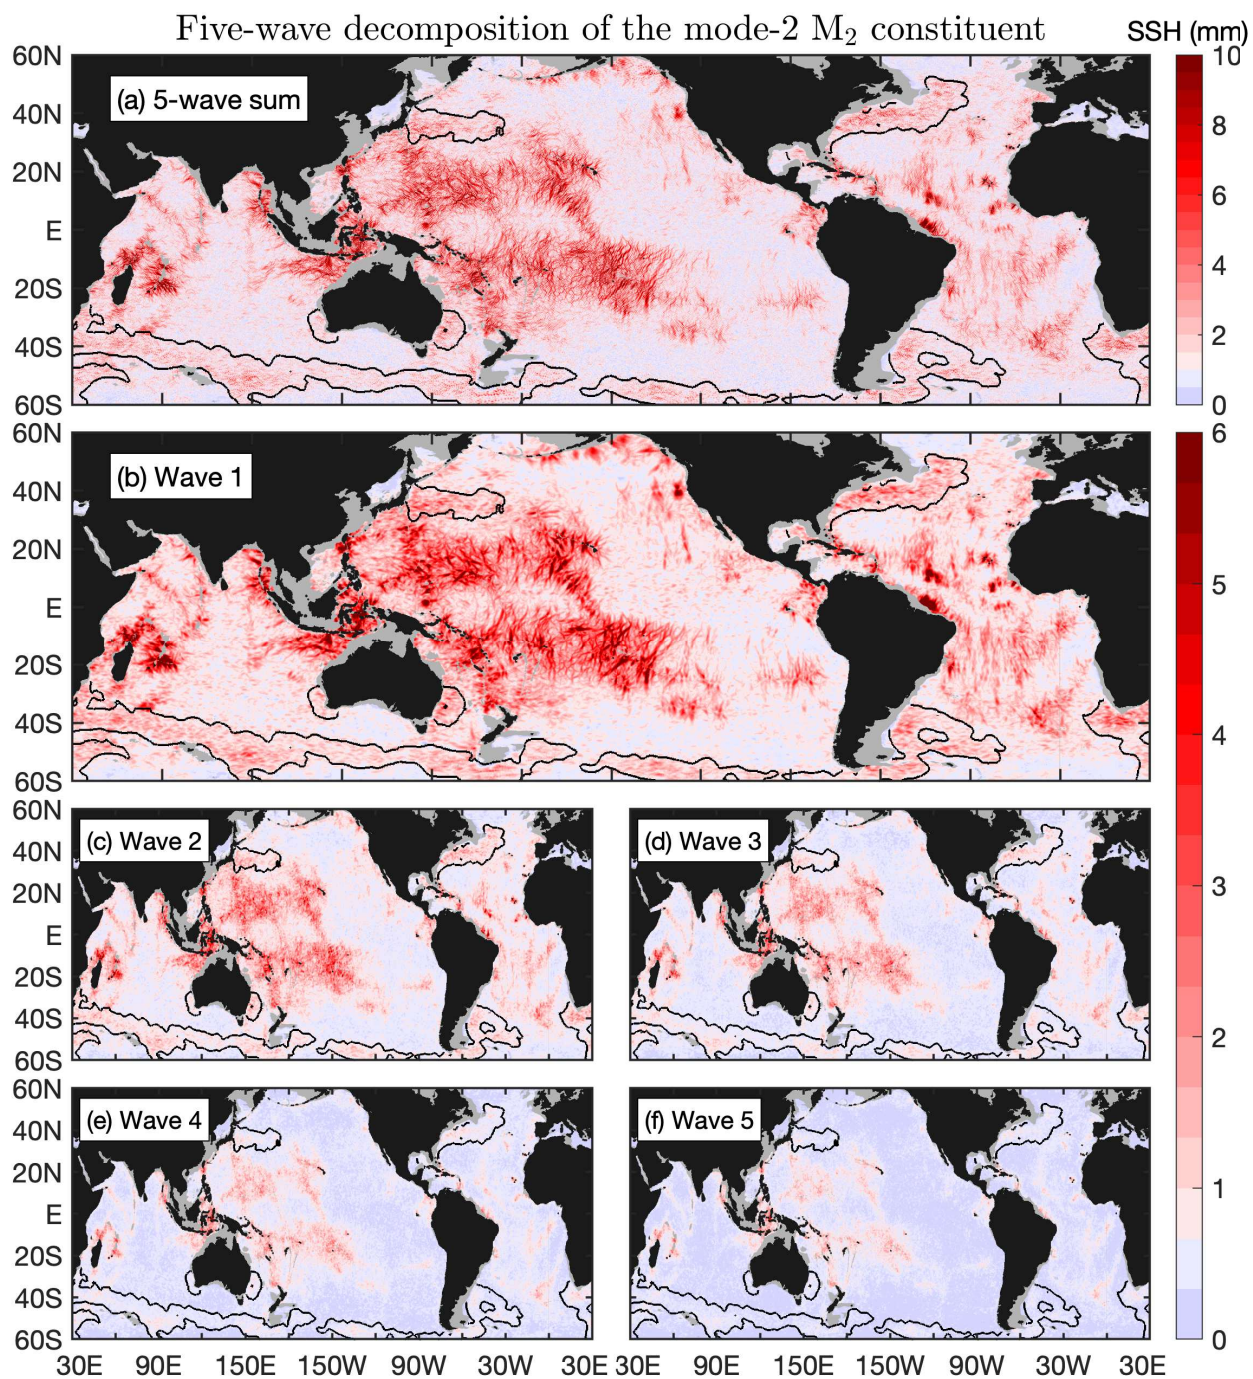 Five-wave decomposition of the mode-2 M₂ constituent
SSH (mm)
(a) 5-wave sum
60N
40N
20N
E
20S
40S
60S
10
8
6
4
2
0
(b) Wave 1
60N
40N
20N
E
20S
40S
60S
6
5
4
3
2
1
0
(c) Wave 2
60N
40N
20N
E
20S
40S
60S
(d) Wave 3
(e) Wave 4
60N
40N
20N
E
20S
40S
60S
(f) Wave 5
30E 90E 150E 150W 90W 30W 30E
30E 90E 150E 150W 90W 30W 30E